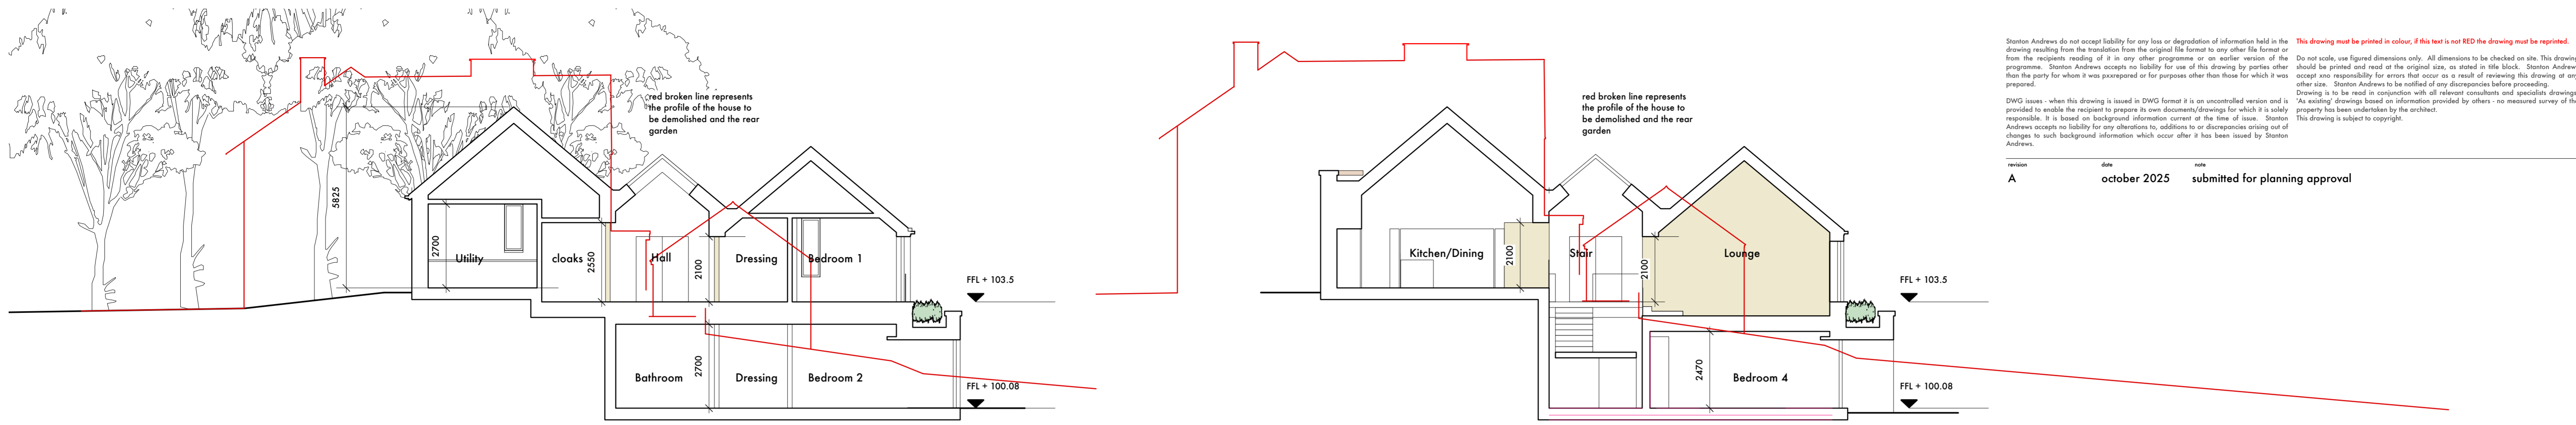 red broken line represents
the profile of the house to
be demolished and the rear
garden
5825
2700
Utility
cloaks
2550
Hall
2100
Dressing
Bedroom 1
FFL + 103.5
Bathroom
2700
Dressing
Bedroom 2
FFL + 100.08
red broken line represents
the profile of the house to
be demolished and the rear
garden
Kitchen/Dining
2100
Stair
2100
Lounge
FFL + 103.5
2470
Bedroom 4
FFL + 100.08
Stanton Andrews do not accept liability for any loss or degradation of information held in the
drawing resulting from the translation from the original file format to any other file format or
from the recipients reading of it in any other programme or an earlier version of the
programme. Stanton Andrews accepts no liability for use of this drawing by parties other
than the party for whom it was pxxrepared or for purposes other than those for which it was
prepared.
DWG issues - when this drawing is issued in DWG format it is an uncontrolled version and is
provided to enable the recipient to prepare its own documents/drawings for which it is solely
responsible. It is based on background information current at the time of issue. Stanton
Andrews accepts no liability for any alterations to, additions to or discrepancies arising out of
changes to such background information which occur after it has been issued by Stanton
Andrews.
This drawing must be printed in colour, if this text is not RED the drawing must be reprinted.
Do not scale, use figured dimensions only. All dimensions to be checked on site. This drawing
should be printed and read at the original size, as stated in title block. Stanton Andrew
accept xno responsibility for errors that occur as a result of reviewing this drawing at an
other size. Stanton Andrews to be notified of any discrepancies before proceeding.
Drawing is to be read in conjunction with all relevant consultants and specialists drawings
'As existing' drawings based on information provided by others - no measured survey of the
property has been undertaken by the architect.
This drawing is subject to copyright.
revision date note
A october 2025 submitted for planning approval